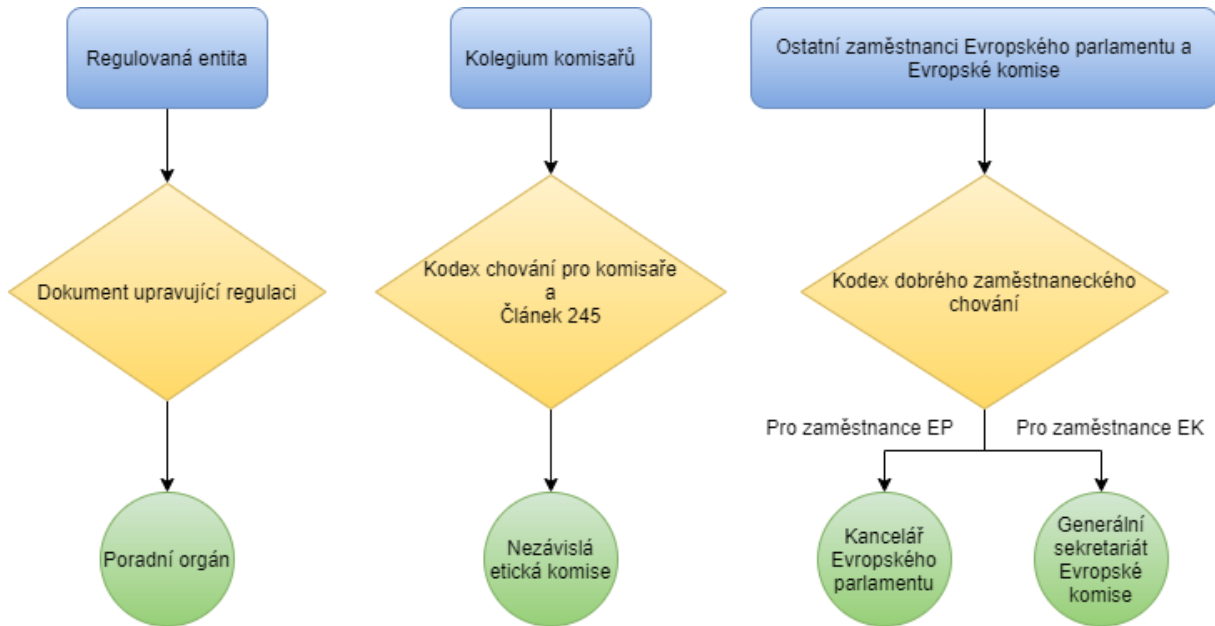 Regulovaná entita
Kolegium komisařů
Ostatní zaměstnanci Evropského parlamentu a
Evropské komise
Dokument upravující regulaci
Kodex chování pro komisaře
a
Článek 245
Kodex dobrého zaměstnaneckého
chování
Pro zaměstnance EP
Pro zaměstnance EK
Poradní orgán
Nezávislá
etická komise
Kancelář
Evropského
parlamentu
Generální
sekretariát
Evropské
komise